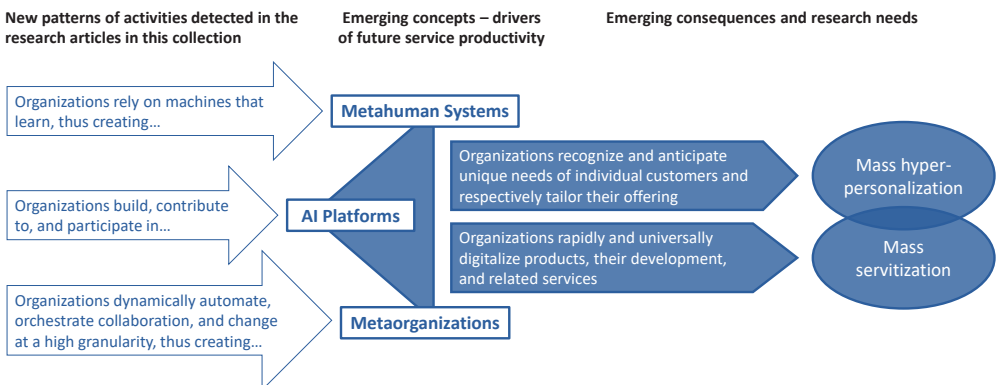 New patterns of activities detected in the
research articles in this collection
Emerging concepts – drivers
of future service productivity
Emerging consequences and research needs
Organizations rely on machines that
learn, thus creating…
Metahuman Systems
Organizations recognize and anticipate
unique needs of individual customers and
respectively tailor their offering
Mass hyper-
personalization
Organizations build, contribute
to, and participate in…
AI Platforms
Organizations rapidly and universally
digitalize products, their development,
and related services
Mass
servitization
Organizations dynamically automate,
orchestrate collaboration, and change
at a high granularity, thus creating…
Metaorganizations